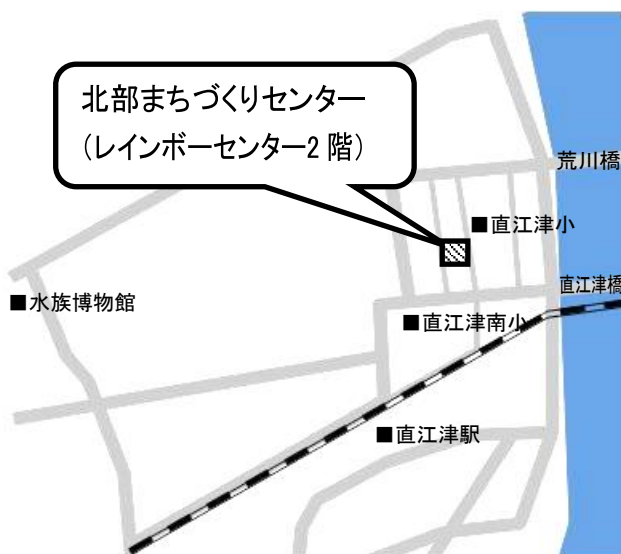 北部まちづくりセンター
（レインボーセンター2階）
荒川橋
■直江津小
直江津橋
■水族博物館
■直江津南小
■直江津駅